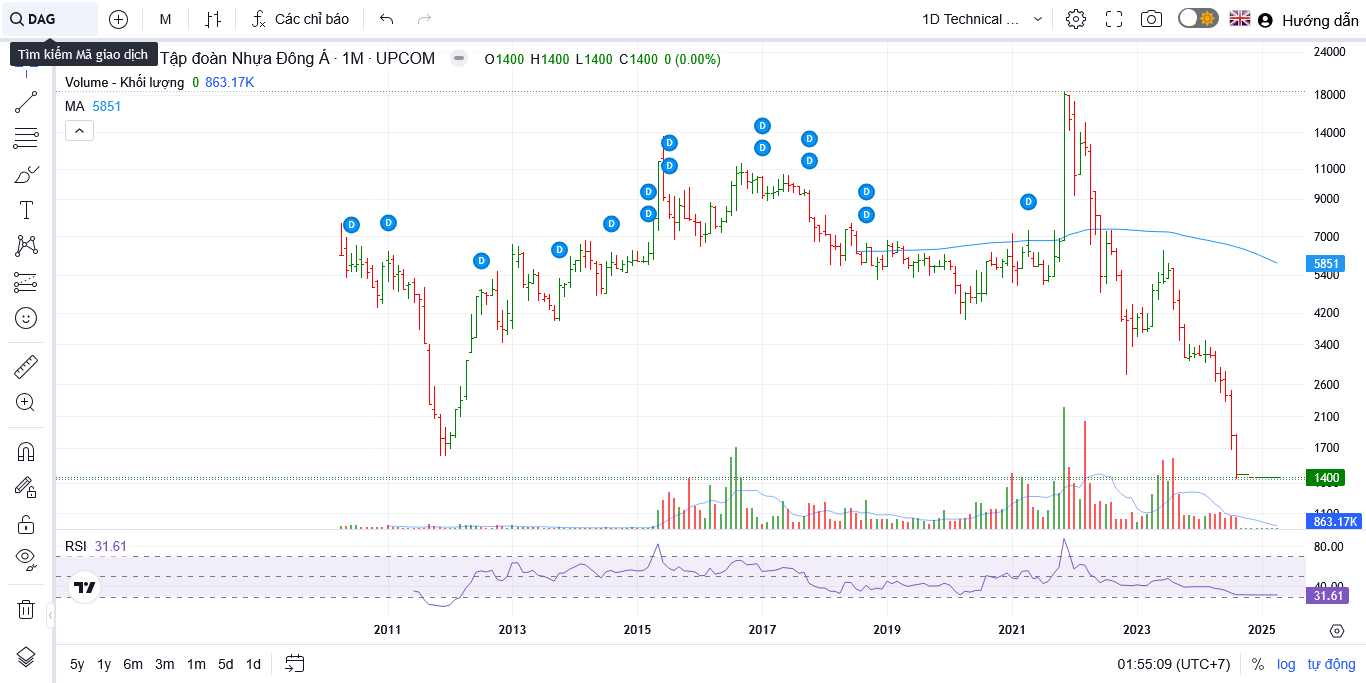 DAG
M
Các chỉ báo
1D Technical ...
Hướng dẫn
Tìm kiếm Mã giao dịch
Tập đoàn Nhựa Đông Á · 1M · UPCOM
O1400 H1400 L1400 C1400 0 (0.00%)
Volume - Khối lượng 0 863.17K
MA 5851
D D D D D D D D D D D D D D D D
24000
18000
14000
11000
9000
7000
5851
5400
4200
3400
2600
2100
1700
1400
1100
863.17K
RSI 31.61
80.00
40.00
31.61
2011 2013 2015 2017 2019 2021 2023 2025
5y 1y 6m 3m 1m 5d 1d
01:55:09 (UTC+7) % log tự động